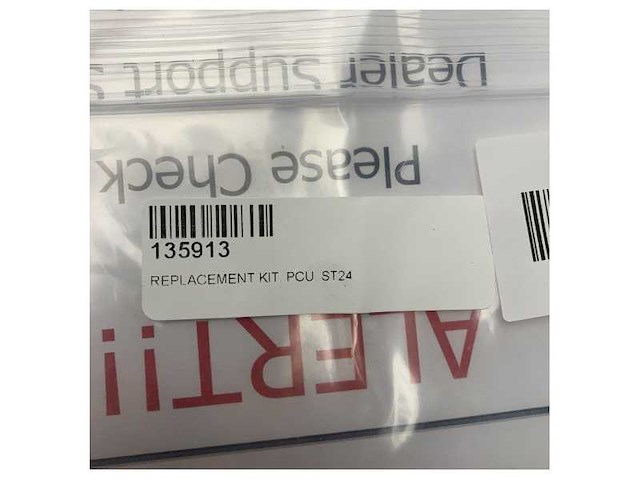 Dealer Support S
Please Check
135913
REPLACEMENT KIT. PCU. ST24
ALERT!!